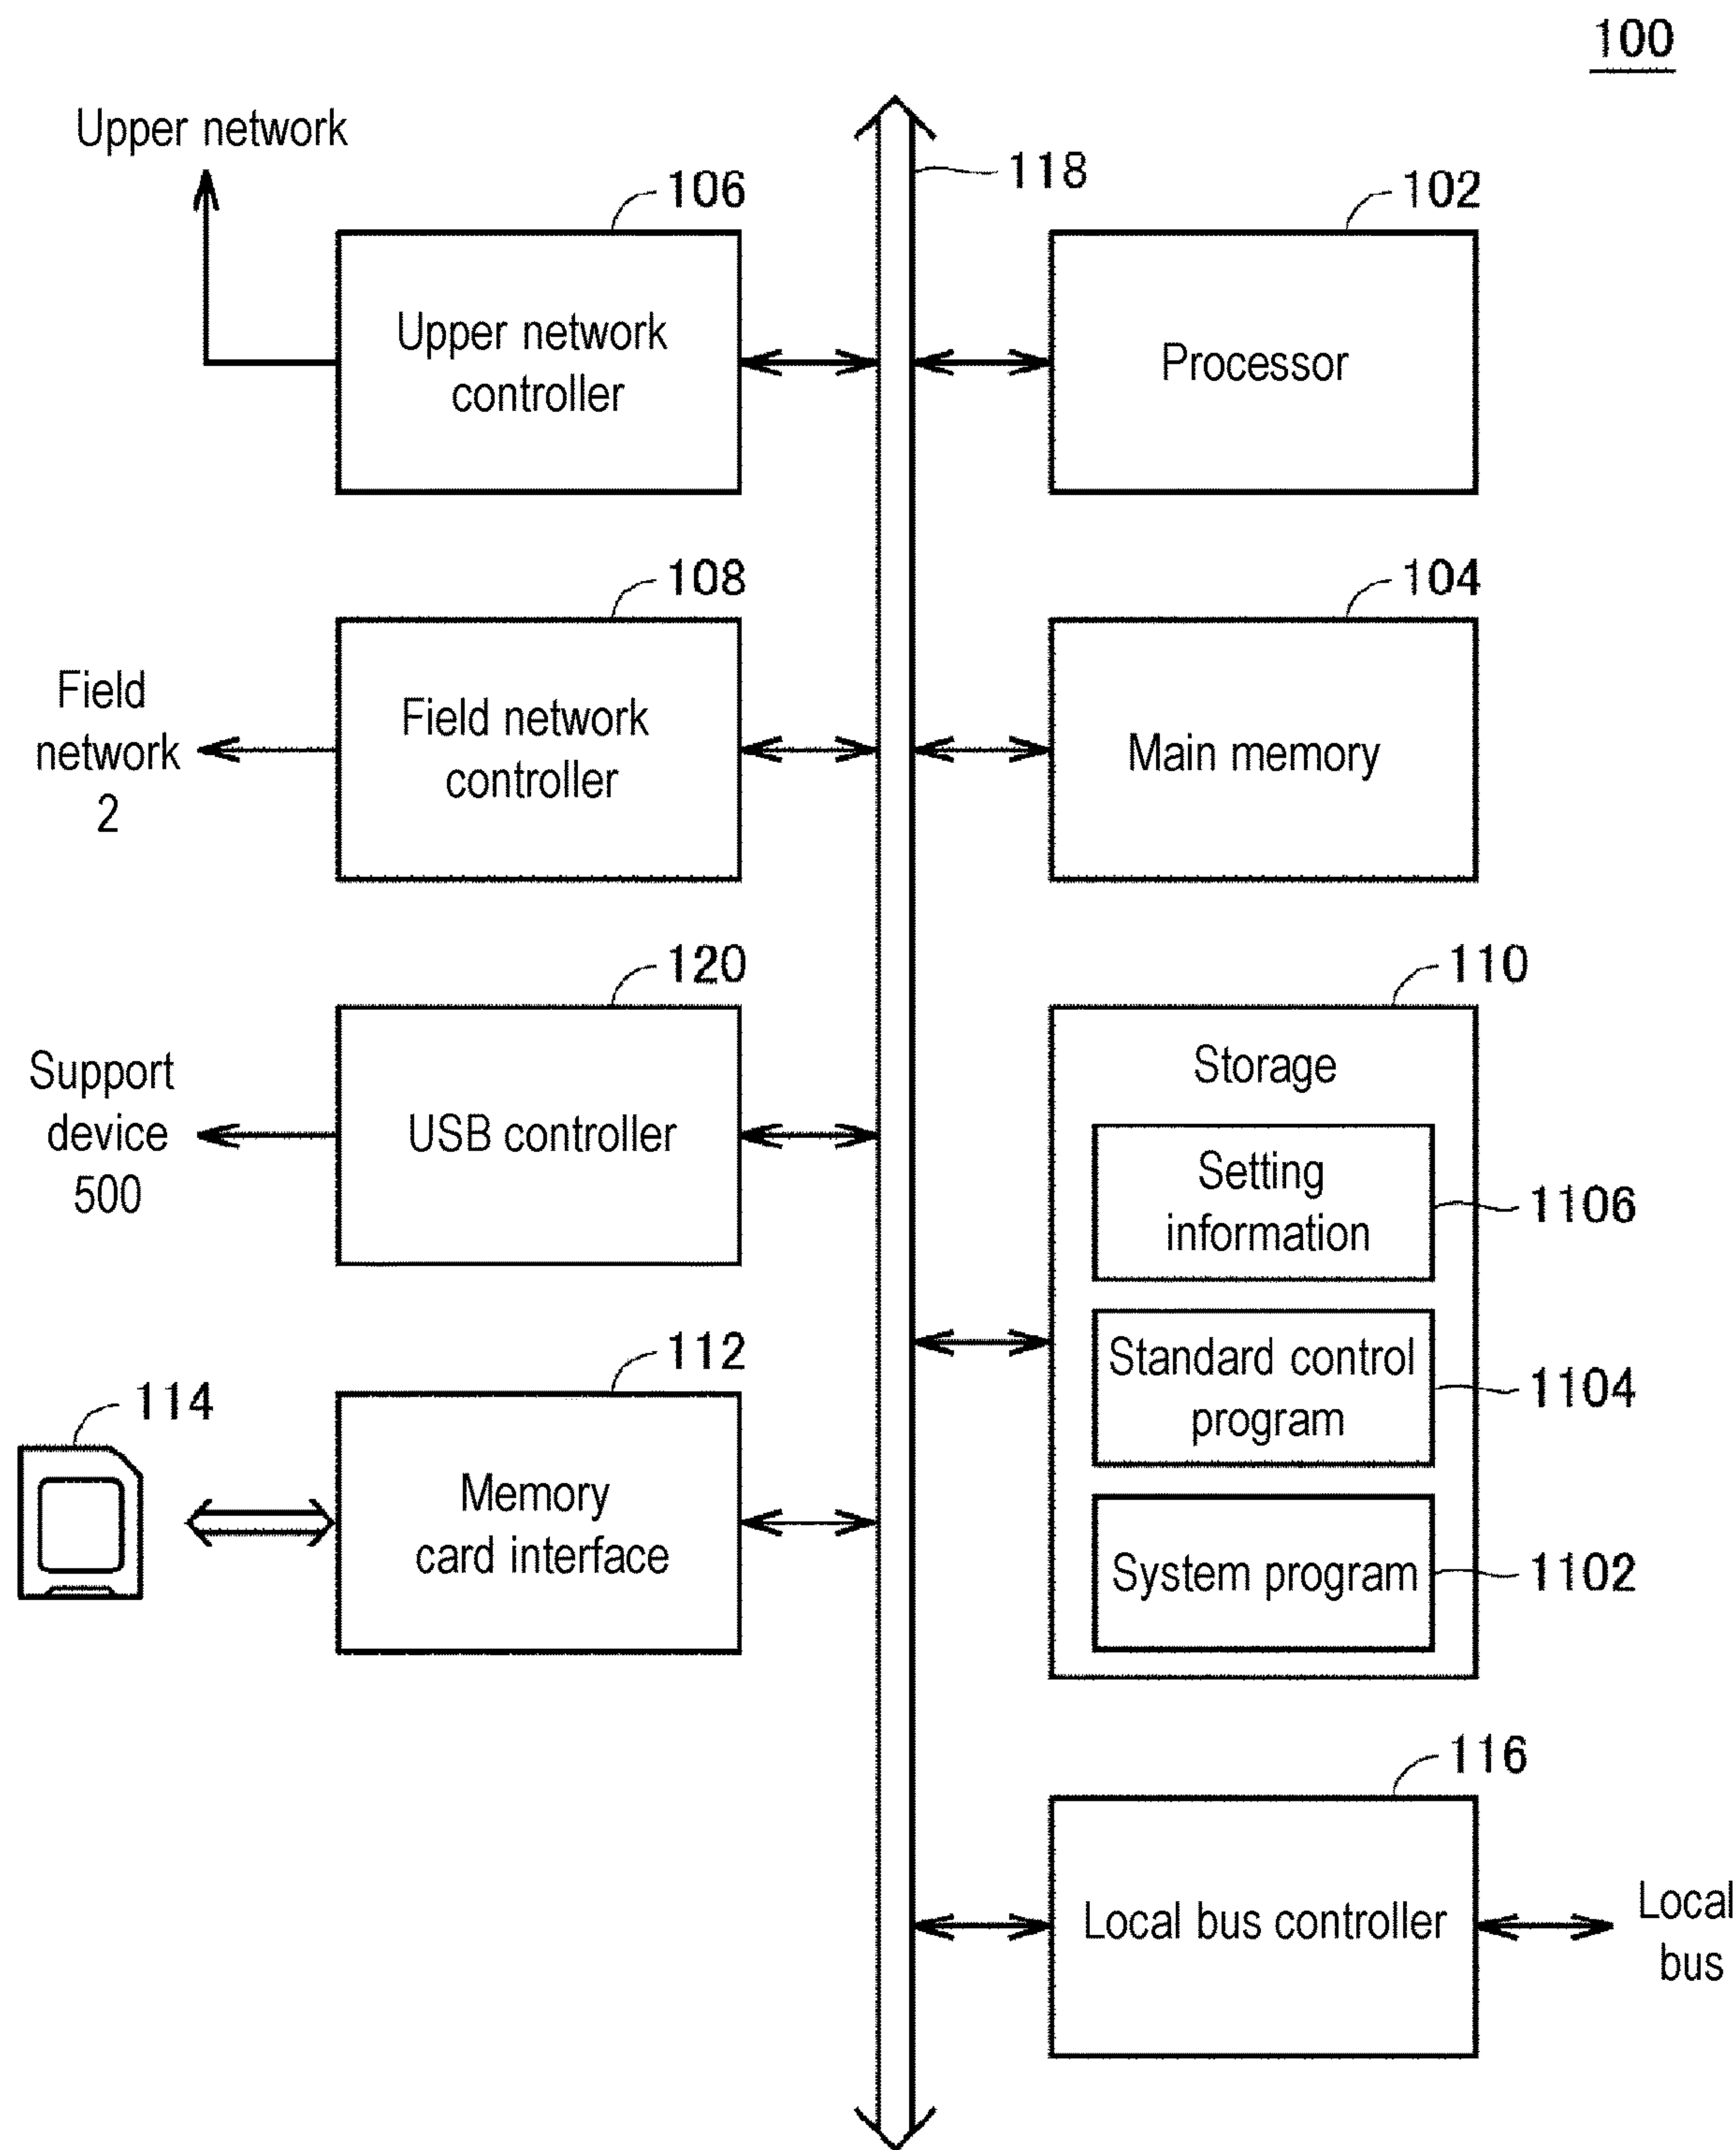 100
Upper network
118
106
102
Upper network
controller
Processor
108
104
Field
network
2
Field network
controller
Main memory
120
110
Support
device
500
USB controller
Storage
Setting
information
1106
112
Standard control
program
1104
114
Memory
card interface
System program
1102
116
Local bus controller
Local
bus